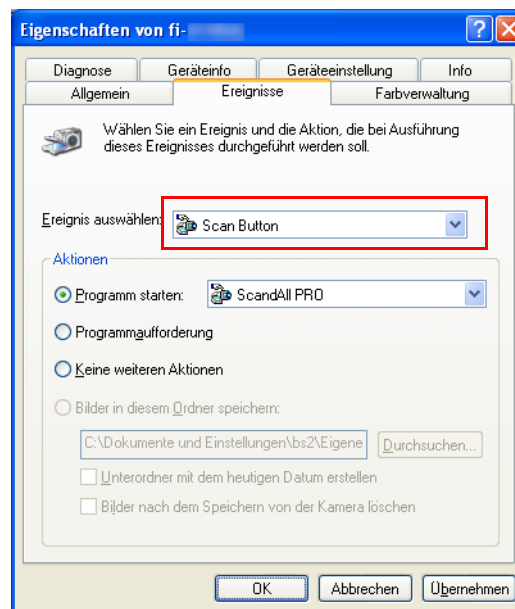 Eigenschaften von fi-
Diagnose Geräteinfo Geräteeinstellung Info
Allgemein Ereignisse Farbverwaltung
Wählen Sie ein Ereignis und die Aktion, die bei Ausführung
dieses Ereignisses durchgeführt werden soll.
Ereignis auswählen: Scan Button
Aktionen
Programm starten: ScandAll PRO
Programmaufforderung
Keine weiteren Aktionen
Bilder in diesem Ordner speichern:
C:\Dokumente und Einstellungen\bs2\Eigene Durchsuchen...
Unterordner mit dem heutigen Datum erstellen
Bilder nach dem Speichern von der Kamera löschen
OK Abbrechen Übernehmen